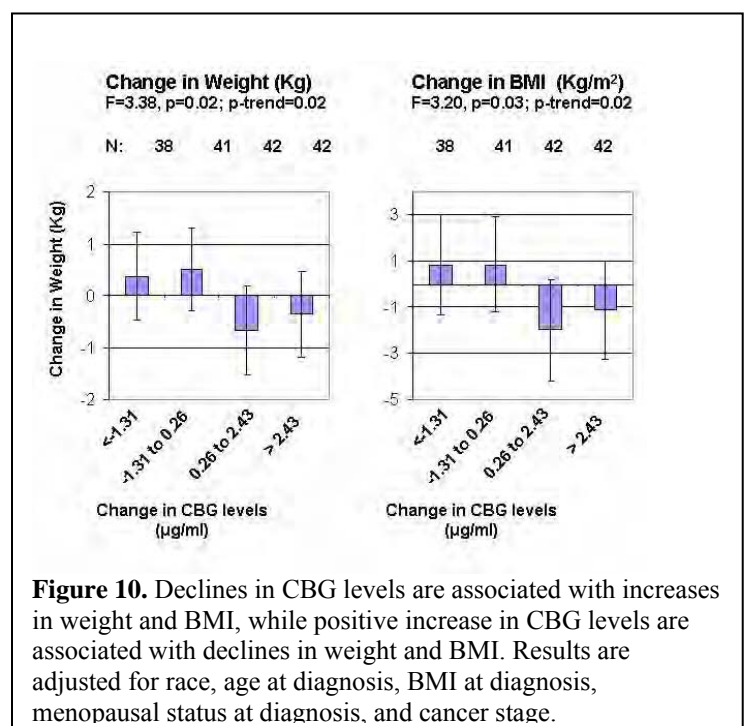 Change in Weight (Kg)
F=3.38, p=0.02; p-trend=0.02
N: 38 41 42 42
2
1
0
-1
-2
Change in Weight (Kg)
<-1.31
-1.31 to 0.26
0.26 to 2.43
> 2.43
Change in CBG levels
(µg/ml)
Change in BMI (Kg/m²)
F=3.20, p=0.03; p-trend=0.02
38 41 42 42
3
1
-1
-3
-5
<-1.31
-1.31 to 0.26
0.26 to 2.43
> 2.43
Change in CBG levels
(µg/ml)
Figure 10. Declines in CBG levels are associated with increases
in weight and BMI, while positive increase in CBG levels are
associated with declines in weight and BMI. Results are
adjusted for race, age at diagnosis, BMI at diagnosis,
menopausal status at diagnosis, and cancer stage.